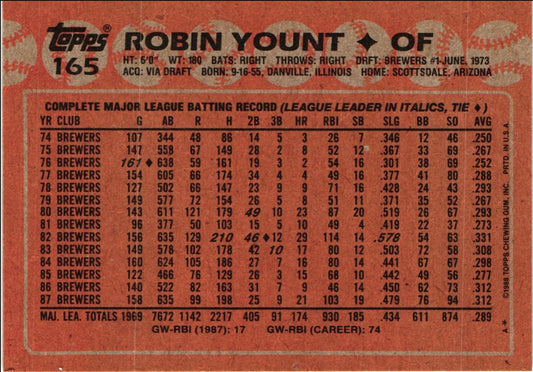 topps ROBIN YOUNT ♦ OF
165 HT: 6'0" WT: 180 BATS: RIGHT THROWS: RIGHT DRFT: BREWERS #1-JUNE, 1973
ACQ: VIA DRAFT BORN: 9-16-55, DANVILLE, ILLINOIS HOME: SCOTTSDALE, ARIZONA
COMPLETE MAJOR LEAGUE BATTING RECORD (LEAGUE LEADER IN ITALICS, TIE ♦)
YR CLUB G AB R H 2B 3B HR RBI SB SLG BB SO AVG
74 BREWERS 107 344 48 86 14 5 3 26 7 .346 12 46 .250
75 BREWERS 147 558 67 149 28 2 8 52 12 .367 33 69 .267
76 BREWERS 161♦ 638 59 161 19 3 2 54 16 .301 38 69 .252
77 BREWERS 154 605 66 174 34 4 4 49 16 .377 41 80 .288
78 BREWERS 127 502 66 147 23 9 9 71 16 .428 24 43 .293
79 BREWERS 149 577 72 154 26 5 8 51 11 .371 35 52 .267
80 BREWERS 143 611 121 179 49 10 23 87 20 .519 26 67 .293
81 BREWERS 96 377 50 103 15 5 10 49 4 .419 22 37 .273
82 BREWERS 156 635 129 210 46♦ 12 29 114 14 .578 54 63 .331
83 BREWERS 149 578 102 178 42 10 17 80 12 .503 72 58 .308
84 BREWERS 160 624 105 186 27 7 16 80 14 .441 67 67 .298
85 BREWERS 122 466 76 129 26 3 15 68 10 .442 49 56 .277
86 BREWERS 140 522 82 163 31 7 9 46 14 .450 62 73 .312
87 BREWERS 158 635 99 198 25 9 21 103 19 .479 76 94 .312
MAJ. LEA. TOTALS 1969 7672 1142 2217 405 91 174 930 185 .434 611 874 .289
GW-RBI (1987): 17 GW-RBI (CAREER): 74
©1988 TOPPS CHEWING GUM, INC. PRTD. IN U.S.A.
A*